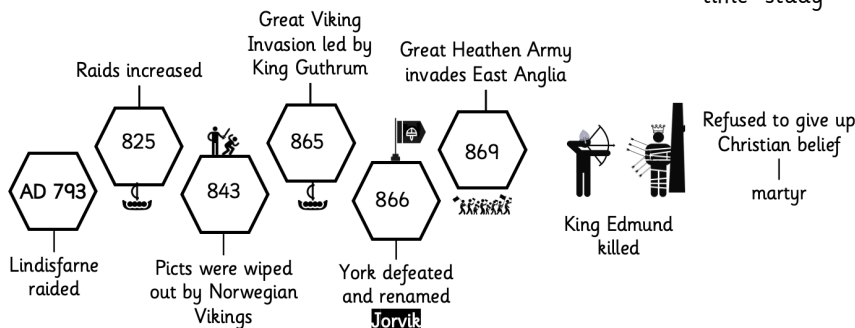 time study
AD 793
Lindisfarne
raided
Raids increased
825
843
Picts were wiped
out by Norwegian
Vikings
Great Viking
Invasion led by
King Guthrum
865
866
York defeated
and renamed
Jorvik
Great Heathen Army
invades East Anglia
869
King Edmund
killed
Refused to give up
Christian belief
martyr